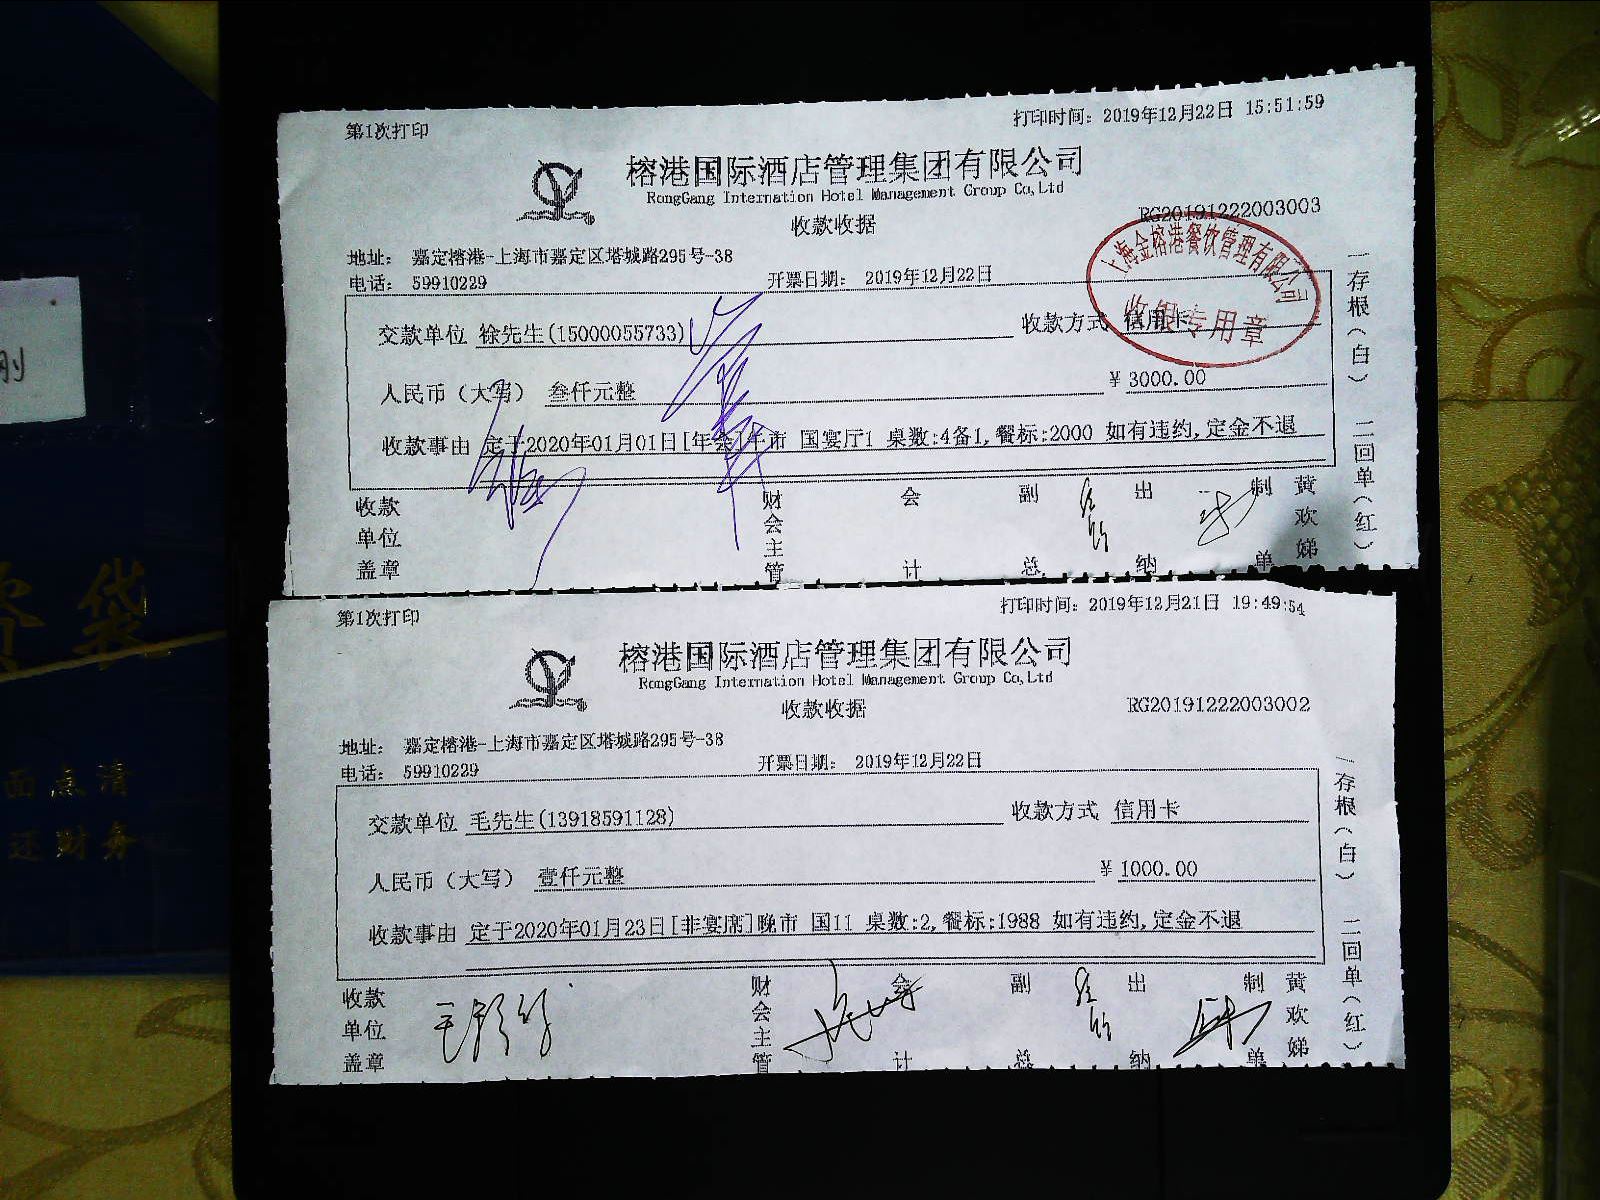 第1次打印
打印时间：2019年12月22日 15:51:59
榕港国际酒店管理集团有限公司
RongGang Internation Hotel Management Group Co,Ltd
收款收据
RG20191222003003
上海金榕港餐饮管理有限公司
收银专用章
地址： 嘉定榕港-上海市嘉定区塔城路295号-38
电话： 59910229
开票日期： 2019年12月22日
交款单位 徐先生(15000055733)
收款方式 信用卡
人民币（大写） 叁仟元整
¥ 3000.00
收款事由 定于2020年01月01日[年会]午市 国宴厅1 桌数:4备1,餐标:2000 如有违约,定金不退
收款单位盖章
财会主管
会计
副总
出纳
制单
黄欢娣
一存根（白） 二回单（红）
第1次打印
打印时间：2019年12月21日 19:49:54
榕港国际酒店管理集团有限公司
RongGang Internation Hotel Management Group Co,Ltd
收款收据
RG20191222003002
地址： 嘉定榕港-上海市嘉定区塔城路295号-38
电话： 59910229
开票日期： 2019年12月22日
交款单位 毛先生(13918591128)
收款方式 信用卡
人民币（大写） 壹仟元整
¥ 1000.00
收款事由 定于2020年01月23日[非宴席]晚市 国11 桌数:2,餐标:1988 如有违约,定金不退
收款单位盖章
财会主管
会计
副总
出纳
制单
黄欢娣
一存根（白） 二回单（红）
刚
资袋
面点清
还财务